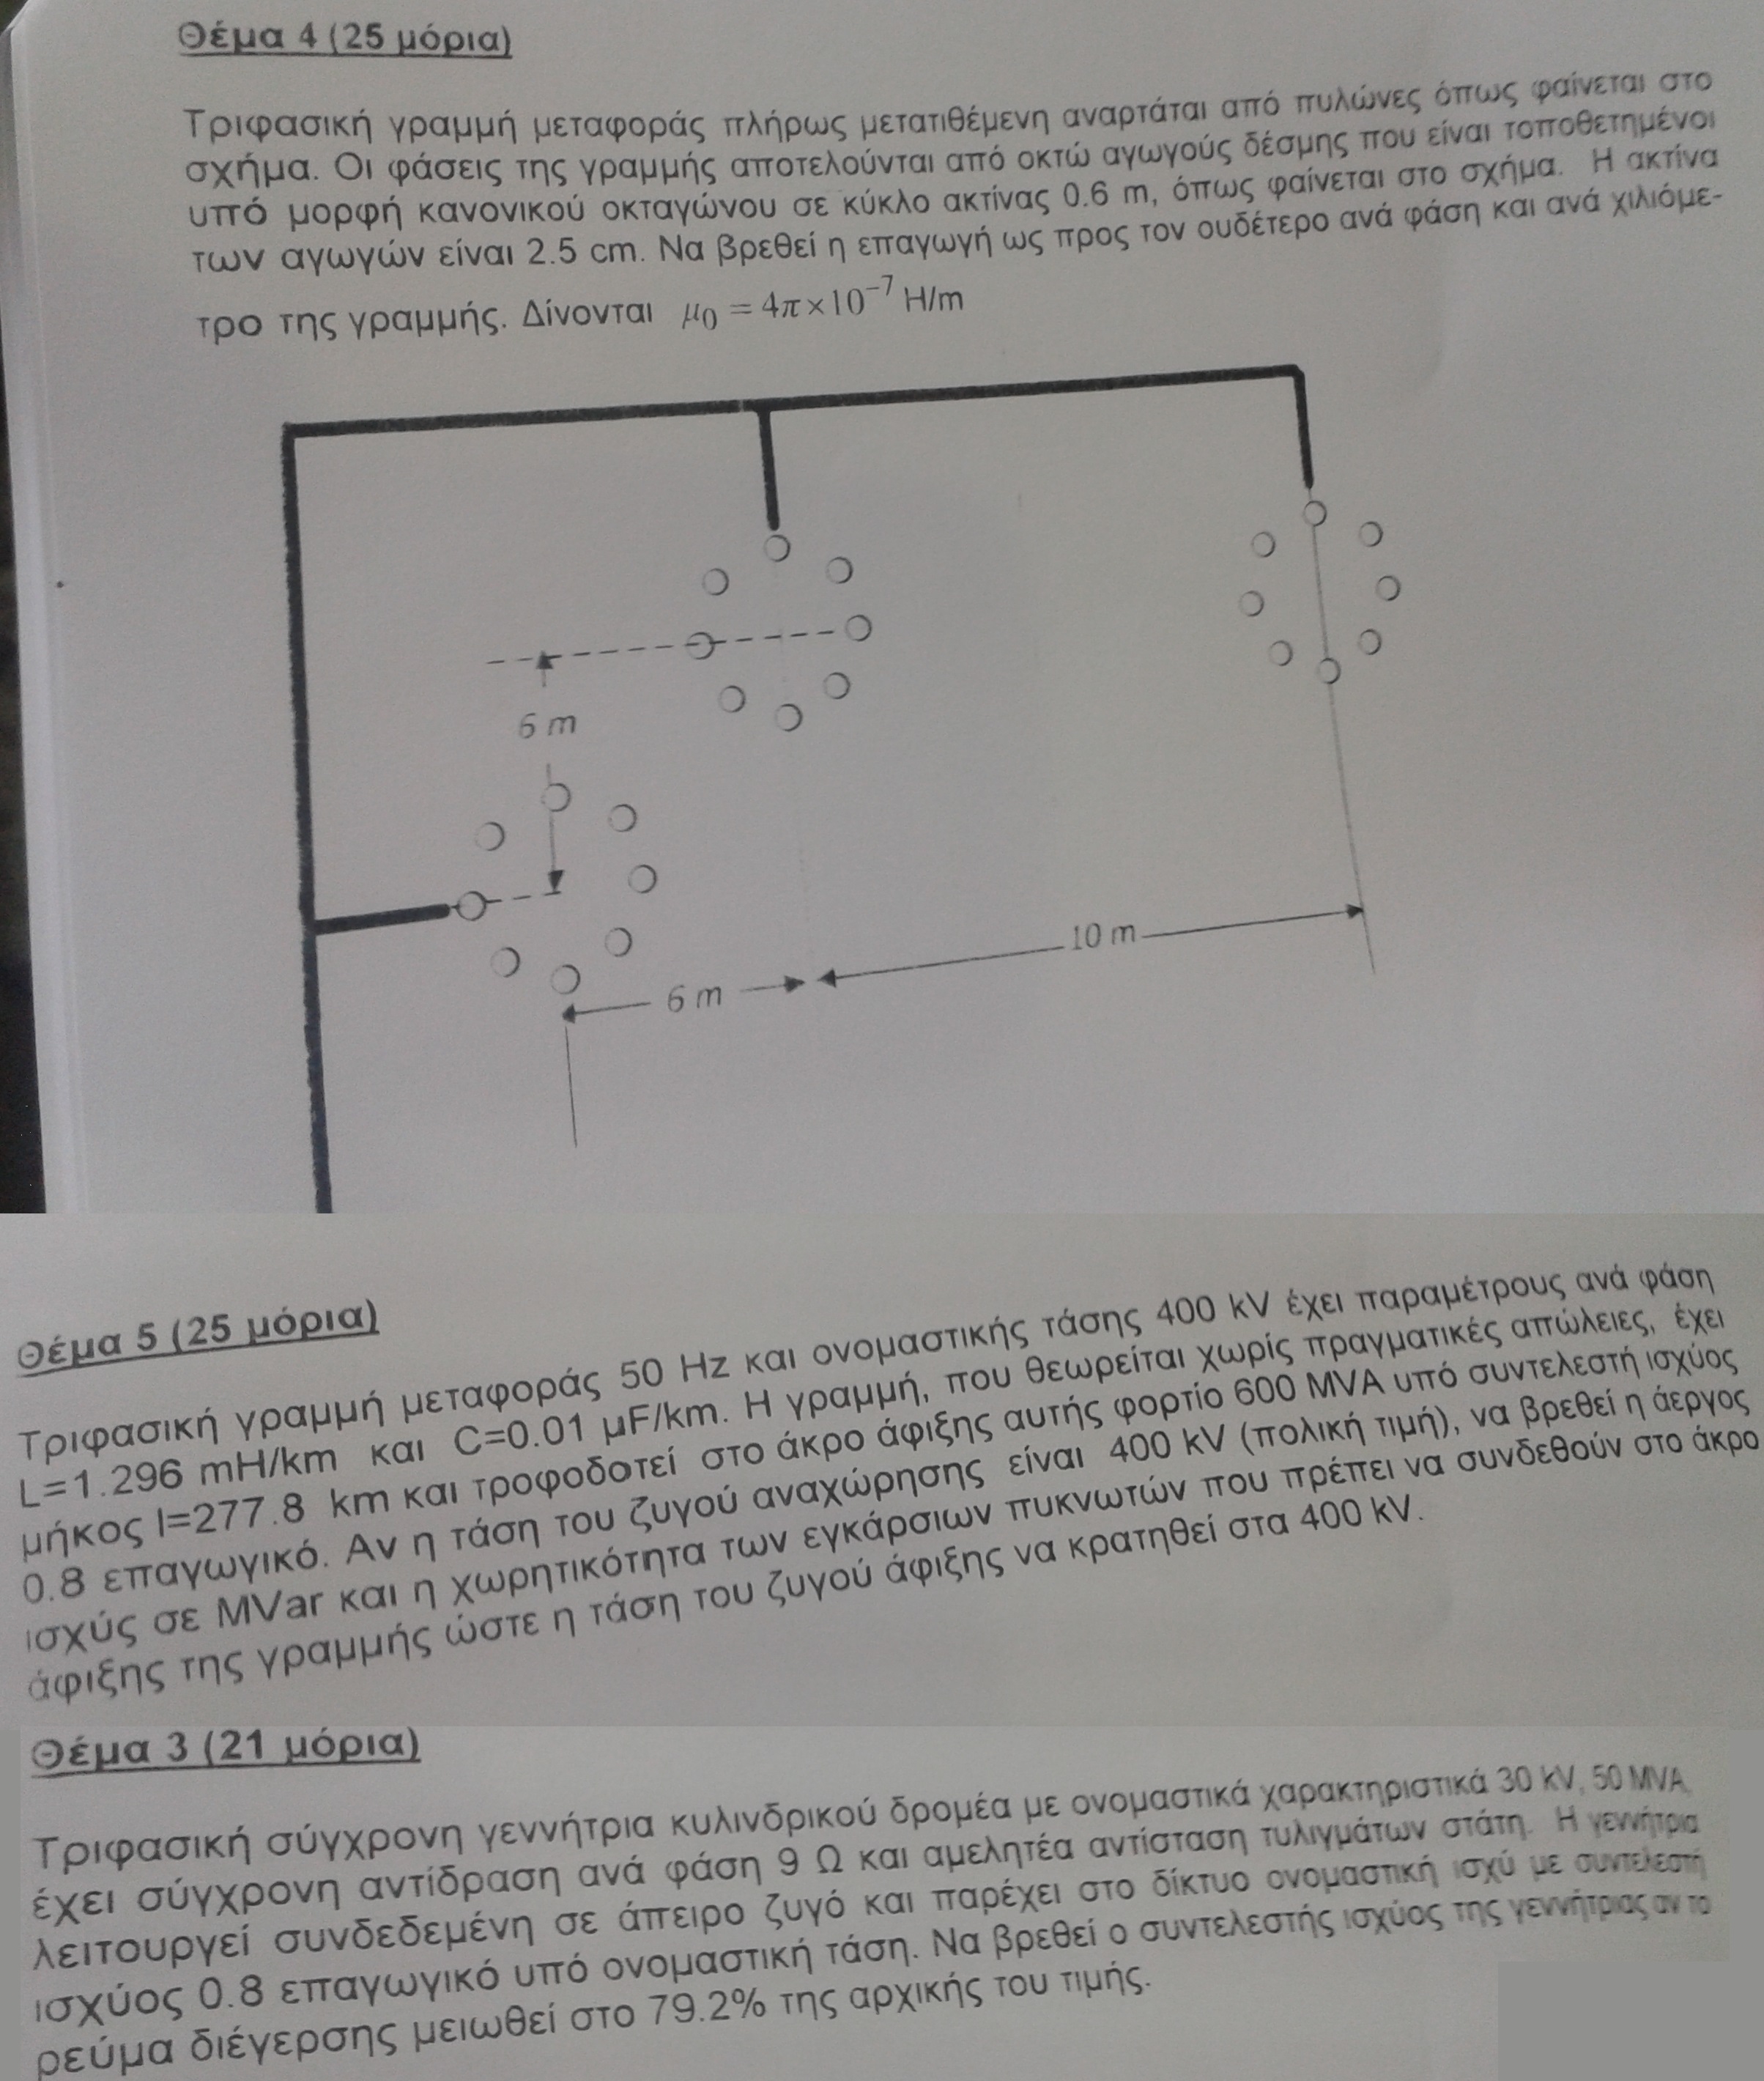 Θέμα 4 (25 μόρια)
Τριφασική γραμμή μεταφοράς πλήρως μετατιθέμενη αναρτάται από πυλώνες όπως φαίνεται στο
σχήμα. Οι φάσεις της γραμμής αποτελούνται από οκτώ αγωγούς δέσμης που είναι τοποθετημένοι
υπό μορφή κανονικού οκταγώνου σε κύκλο ακτίνας 0.6 m, όπως φαίνεται στο σχήμα. Η ακτίνα
των αγωγών είναι 2.5 cm. Να βρεθεί η επαγωγή ως προς τον ουδέτερο ανά φάση και ανά χιλιόμε-
τρο της γραμμής. Δίνονται μ₀ = 4π×10⁻⁷ H/m
6 m
6 m
10 m
Θέμα 5 (25 μόρια)
Τριφασική γραμμή μεταφοράς 50 Hz και ονομαστικής τάσης 400 kV έχει παραμέτρους ανά φάση
L=1.296 mH/km και C=0.01 μF/km. Η γραμμή, που θεωρείται χωρίς πραγματικές απώλειες, έχει
μήκος l=277.8 km και τροφοδοτεί στο άκρο άφιξης αυτής φορτίο 600 MVA υπό συντελεστή ισχύος
0.8 επαγωγικό. Αν η τάση του ζυγού αναχώρησης είναι 400 kV (πολική τιμή), να βρεθεί η άεργος
ισχύς σε MVar και η χωρητικότητα των εγκάρσιων πυκνωτών που πρέπει να συνδεθούν στο άκρο
άφιξης της γραμμής ώστε η τάση του ζυγού άφιξης να κρατηθεί στα 400 kV.
Θέμα 3 (21 μόρια)
Τριφασική σύγχρονη γεννήτρια κυλινδρικού δρομέα με ονομαστικά χαρακτηριστικά 30 kV, 50 MVA,
έχει σύγχρονη αντίδραση ανά φάση 9 Ω και αμελητέα αντίσταση τυλιγμάτων στάτη. Η γεννήτρια
λειτουργεί συνδεδεμένη σε άπειρο ζυγό και παρέχει στο δίκτυο ονομαστική ισχύ με συντελεστή
ισχύος 0.8 επαγωγικό υπό ονομαστική τάση. Να βρεθεί ο συντελεστής ισχύος της γεννήτριας αν το
ρεύμα διέγερσης μειωθεί στο 79.2% της αρχικής του τιμής.